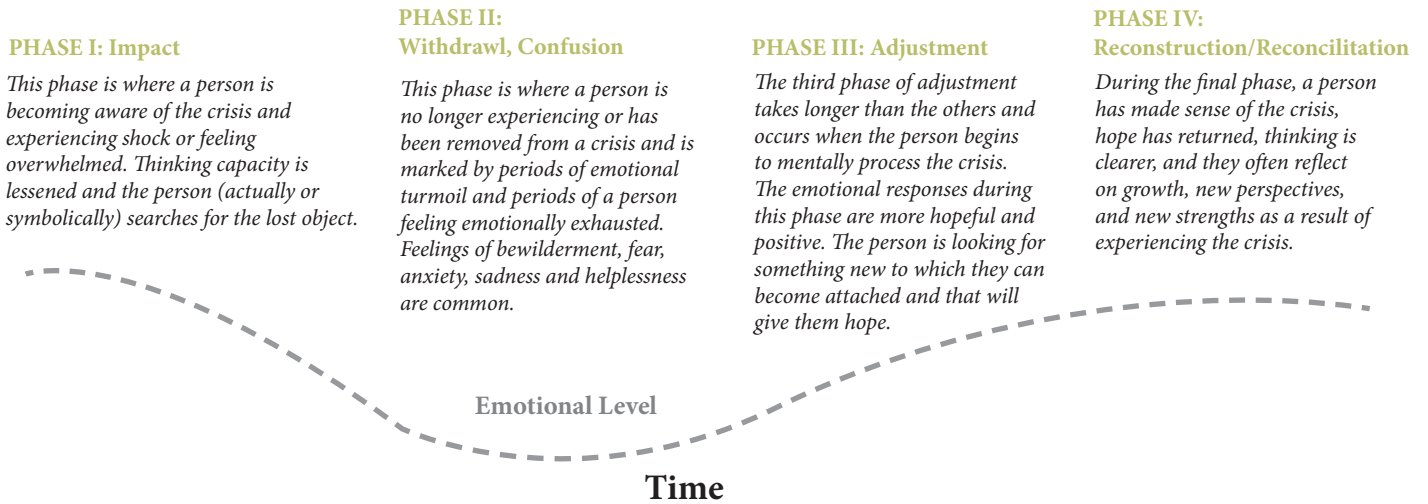 PHASE I: Impact
This phase is where a person is
becoming aware of the crisis and
experiencing shock or feeling
overwhelmed. Thinking capacity is
lessened and the person (actually or
symbolically) searches for the lost object.
PHASE II:
Withdrawl, Confusion
This phase is where a person is
no longer experiencing or has
been removed from a crisis and is
marked by periods of emotional
turmoil and periods of a person
feeling emotionally exhausted.
Feelings of bewilderment, fear,
anxiety, sadness and helplessness
are common.
PHASE III: Adjustment
The third phase of adjustment
takes longer than the others and
occurs when the person begins
to mentally process the crisis.
The emotional responses during
this phase are more hopeful and
positive. The person is looking for
something new to which they can
become attached and that will
give them hope.
PHASE IV:
Reconstruction/Reconcilitation
During the final phase, a person
has made sense of the crisis,
hope has returned, thinking is
clearer, and they often reflect
on growth, new perspectives,
and new strengths as a result of
experiencing the crisis.
Emotional Level
Time